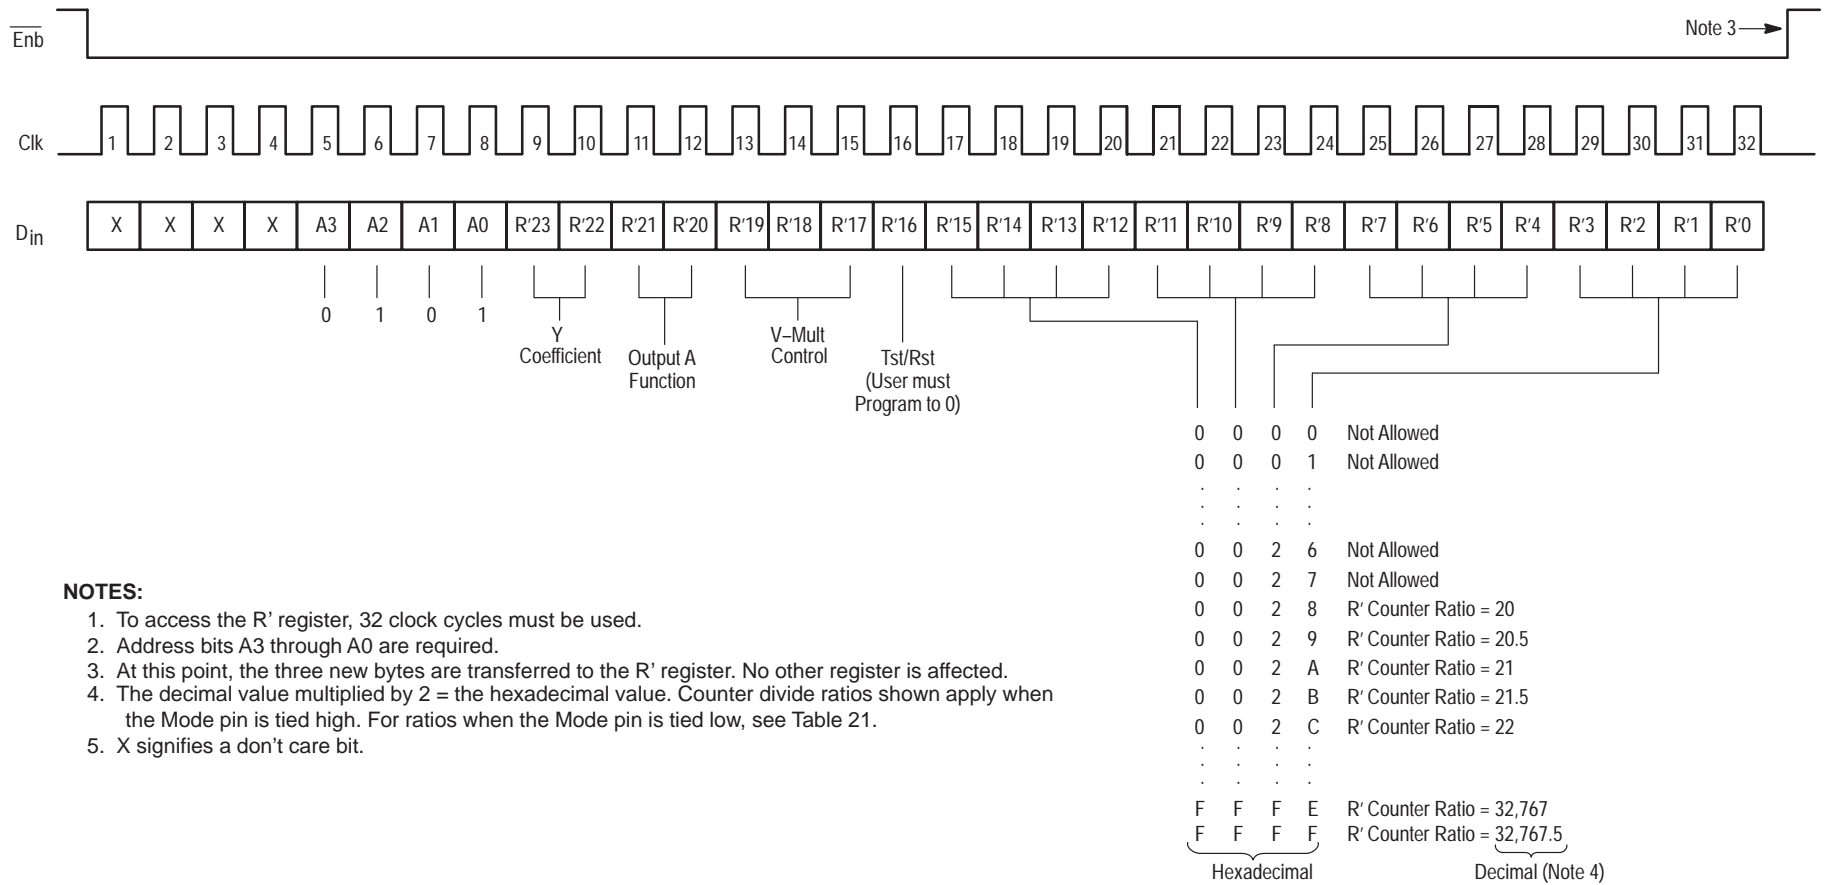 Enb
Note 3
Clk 1 2 3 4 5 6 7 8 9 10 11 12 13 14 15 16 17 18 19 20 21 22 23 24 25 26 27 28 29 30 31 32
Din X X X X A3 A2 A1 A0 R'23 R'22 R'21 R'20 R'19 R'18 R'17 R'16 R'15 R'14 R'13 R'12 R'11 R'10 R'9 R'8 R'7 R'6 R'5 R'4 R'3 R'2 R'1 R'0
0 1 0 1
Y
Coefficient
Output A
Function
V–Mult
Control
Tst/Rst
(User must
Program to 0)
0 0 0 0 Not Allowed
0 0 0 1 Not Allowed
. . . .
. . . .
. . . .
0 0 2 6 Not Allowed
0 0 2 7 Not Allowed
0 0 2 8 R′ Counter Ratio = 20
0 0 2 9 R′ Counter Ratio = 20.5
0 0 2 A R′ Counter Ratio = 21
0 0 2 B R′ Counter Ratio = 21.5
0 0 2 C R′ Counter Ratio = 22
. . . .
. . . .
. . . .
F F F E R′ Counter Ratio = 32,767
F F F F R′ Counter Ratio = 32,767.5
Hexadecimal
Decimal (Note 4)
NOTES:
1. To access the R’ register, 32 clock cycles must be used.
2. Address bits A3 through A0 are required.
3. At this point, the three new bytes are transferred to the R’ register. No other register is affected.
4. The decimal value multiplied by 2 = the hexadecimal value. Counter divide ratios shown apply when
the Mode pin is tied high. For ratios when the Mode pin is tied low, see Table 21.
5. X signifies a don’t care bit.